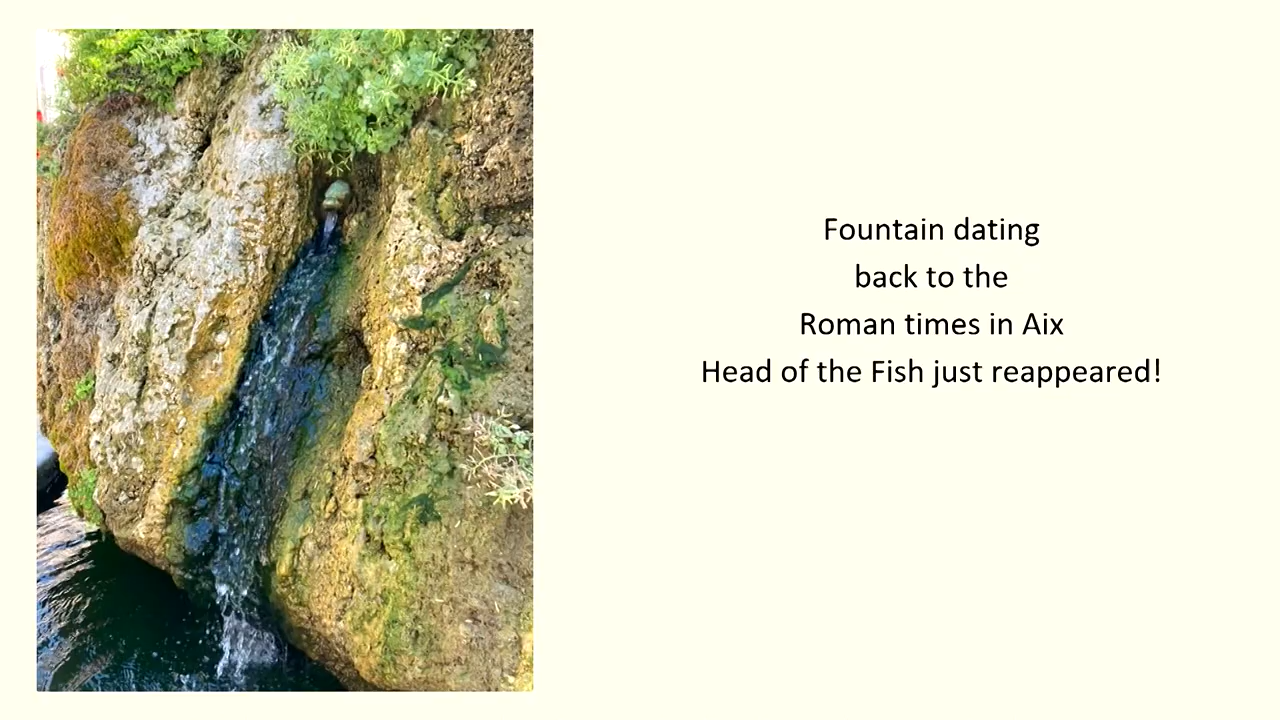 Fountain dating
back to the
Roman times in Aix
Head of the Fish just reappeared!